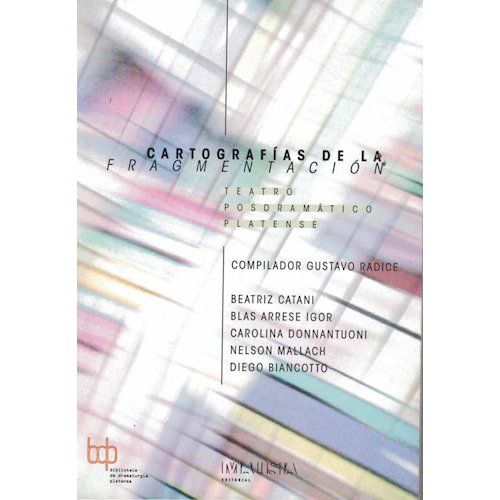 CARTOGRAFÍAS DE LA
FRAGMENTACIÓN
TEATRO
POSDRAMÁTICO
PLATENSE
COMPILADOR GUSTAVO RADICE
BEATRIZ CATANI
BLAS ARRESE IGOR
CAROLINA DONNANTUONI
NELSON MALLACH
DIEGO BIANCOTTO
bdp
Biblioteca
de dramaturgia
platense
EDITORIAL